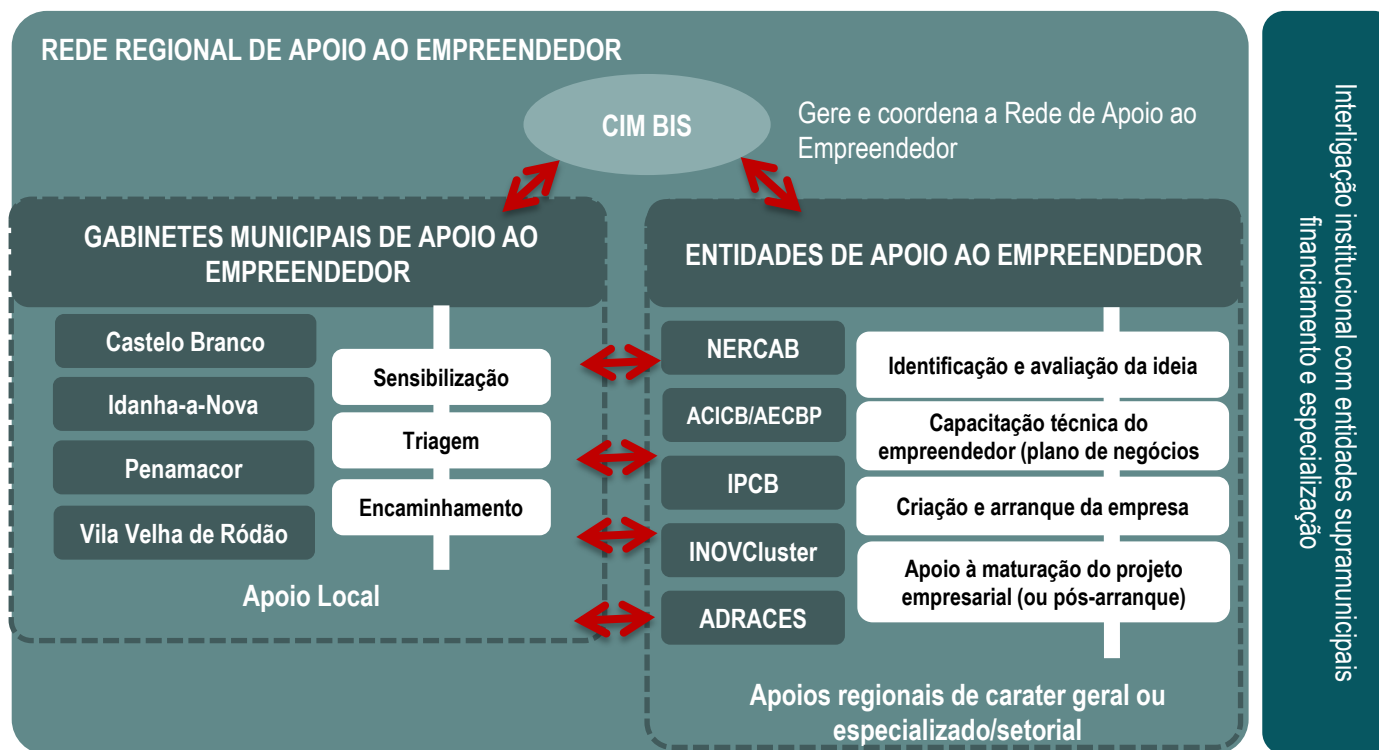 REDE REGIONAL DE APOIO AO EMPREENDEDOR
CIM BIS
Gere e coordena a Rede de Apoio ao
Empreendedor
GABINETES MUNICIPAIS DE APOIO AO
EMPREENDEDOR
Castelo Branco
Idanha-a-Nova
Penamacor
Vila Velha de Ródão
Sensibilização
Triagem
Encaminhamento
Apoio Local
ENTIDADES DE APOIO AO EMPREENDEDOR
NERCAB
ACICB/AECBP
IPCB
INOVCluster
ADRACES
Identificação e avaliação da ideia
Capacitação técnica do
empreendedor (plano de negócios
Criação e arranque da empresa
Apoio à maturação do projeto
empresarial (ou pós-arranque)
Apoios regionais de carater geral ou
especializado/setorial
Interligação institucional com entidades supramunicipais
financiamento e especialização